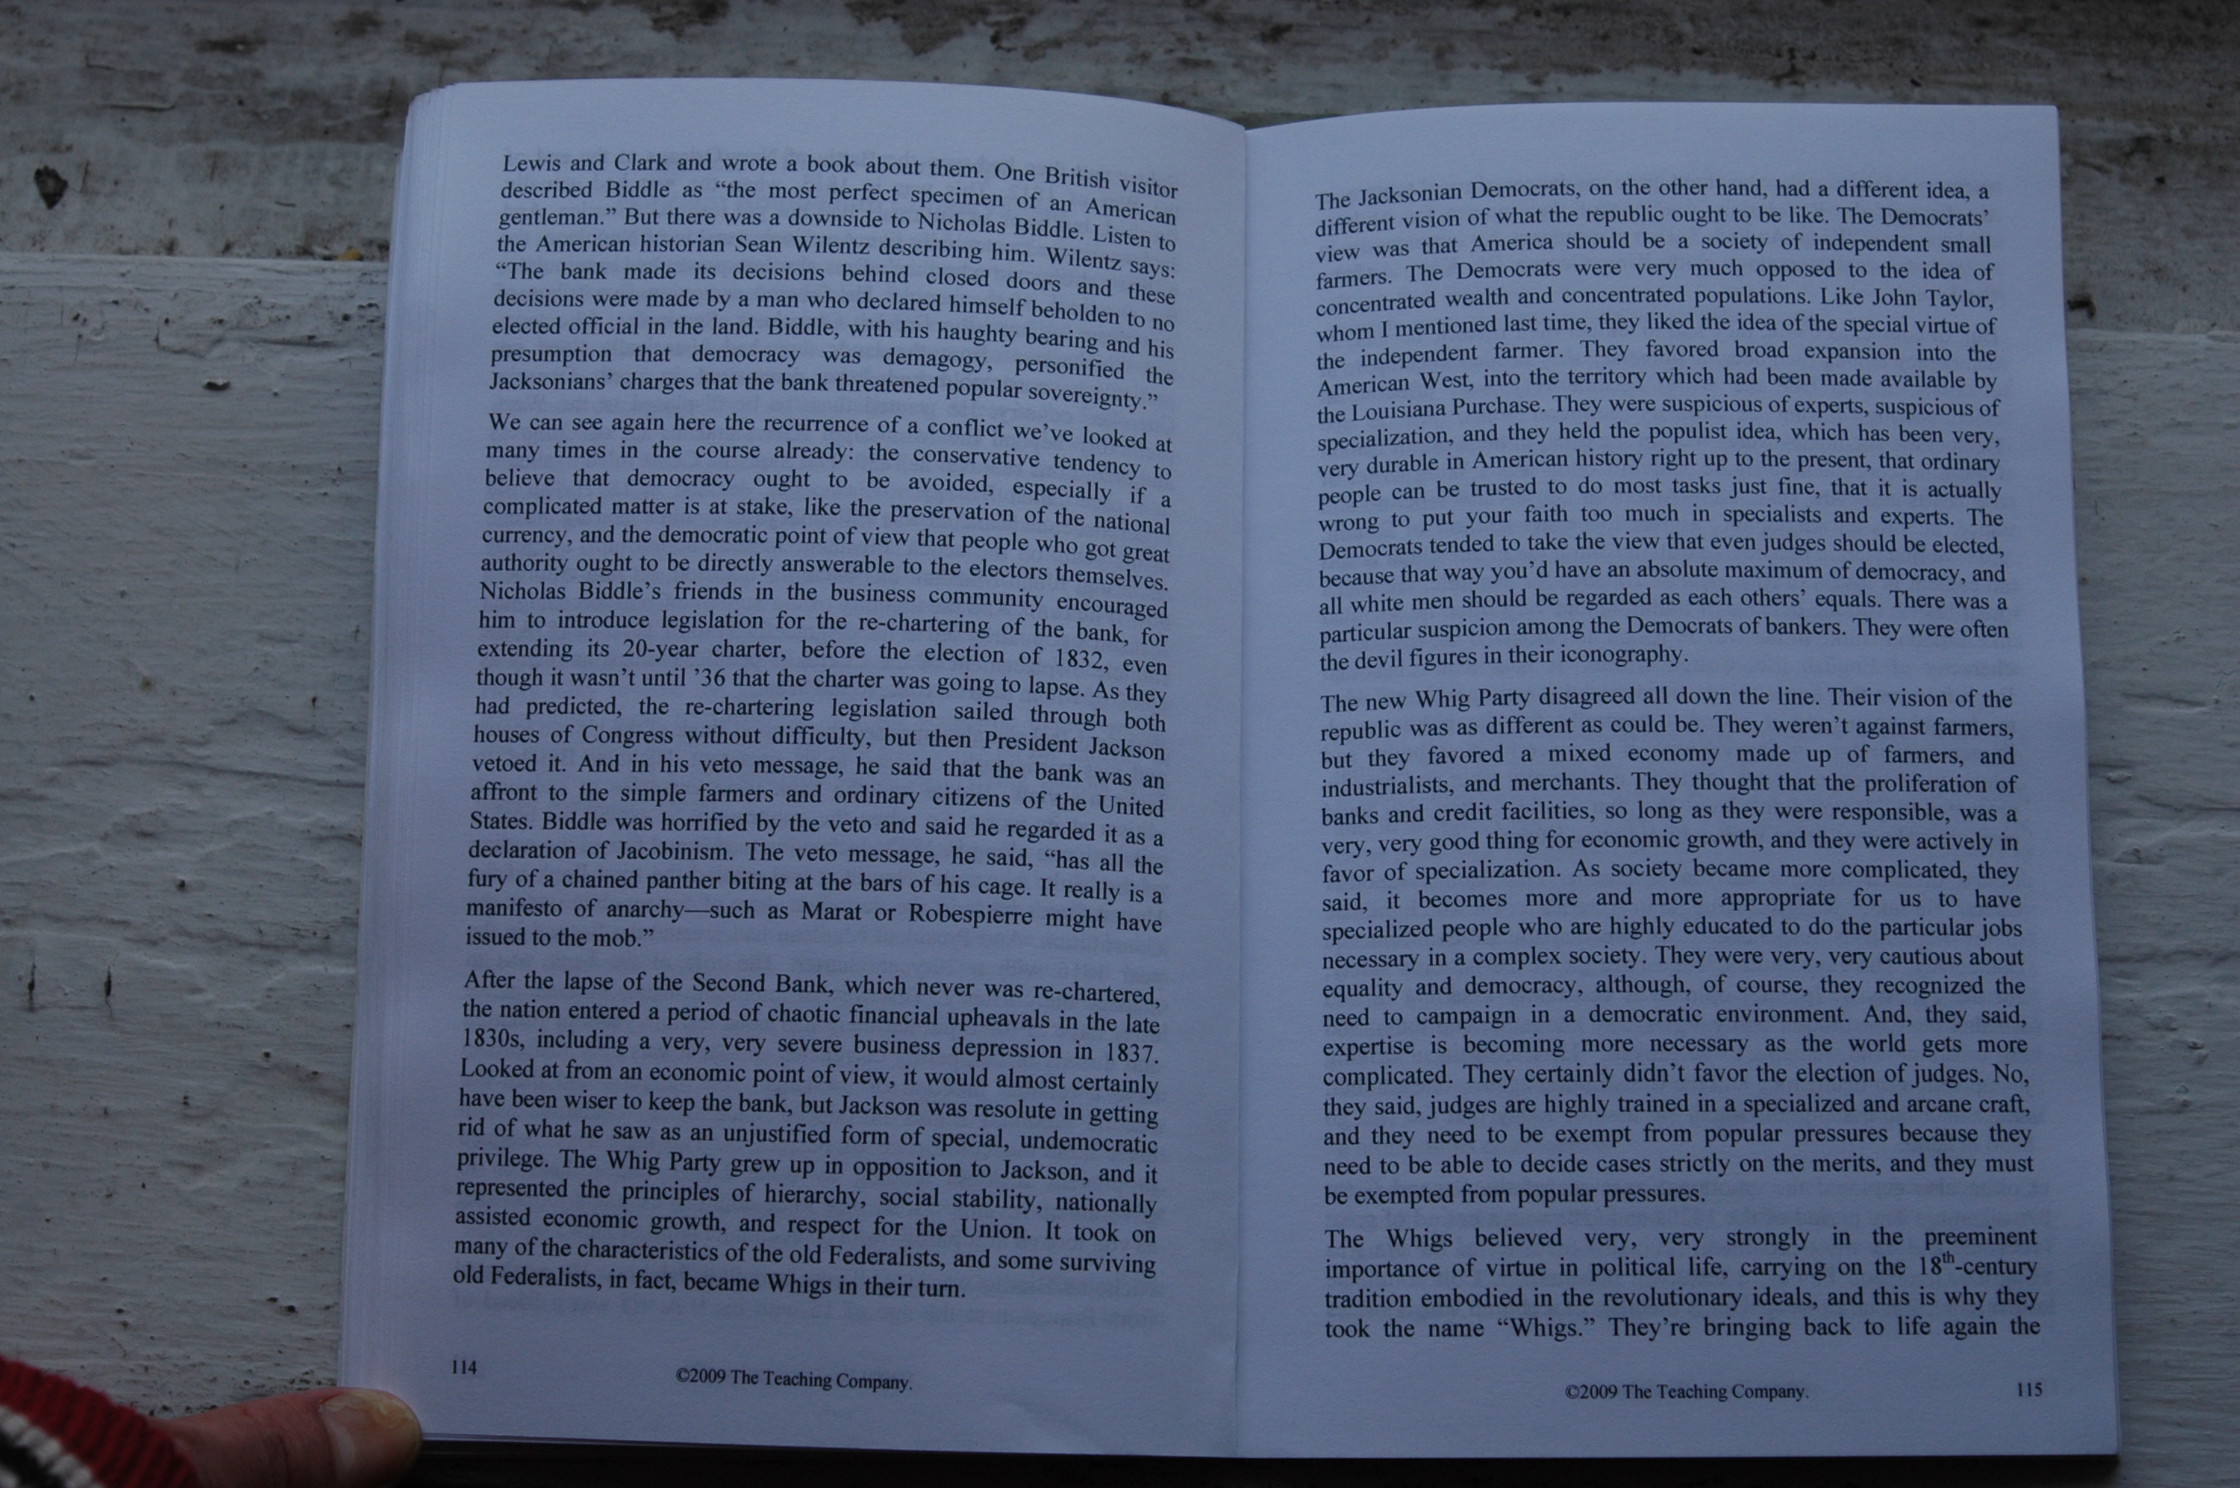 Lewis and Clark and wrote a book about them. One British visitor
described Biddle as “the most perfect specimen of an American
gentleman.” But there was a downside to Nicholas Biddle. Listen to
the American historian Sean Wilentz describing him. Wilentz says:
“The bank made its decisions behind closed doors and these
decisions were made by a man who declared himself beholden to no
elected official in the land. Biddle, with his haughty bearing and his
presumption that democracy was demagogy, personified the
Jacksonians’ charges that the bank threatened popular sovereignty.”
We can see again here the recurrence of a conflict we’ve looked at
many times in the course already: the conservative tendency to
believe that democracy ought to be avoided, especially if a
complicated matter is at stake, like the preservation of the national
currency, and the democratic point of view that people who got great
authority ought to be directly answerable to the electors themselves.
Nicholas Biddle’s friends in the business community encouraged
him to introduce legislation for the re-chartering of the bank, for
extending its 20-year charter, before the election of 1832, even
though it wasn’t until ’36 that the charter was going to lapse. As they
had predicted, the re-chartering legislation sailed through both
houses of Congress without difficulty, but then President Jackson
vetoed it. And in his veto message, he said that the bank was an
affront to the simple farmers and ordinary citizens of the United
States. Biddle was horrified by the veto and said he regarded it as a
declaration of Jacobinism. The veto message, he said, “has all the
fury of a chained panther biting at the bars of his cage. It really is a
manifesto of anarchy—such as Marat or Robespierre might have
issued to the mob.”
After the lapse of the Second Bank, which never was re-chartered,
the nation entered a period of chaotic financial upheavals in the late
1830s, including a very, very severe business depression in 1837.
Looked at from an economic point of view, it would almost certainly
have been wiser to keep the bank, but Jackson was resolute in getting
rid of what he saw as an unjustified form of special, undemocratic
privilege. The Whig Party grew up in opposition to Jackson, and it
represented the principles of hierarchy, social stability, nationally
assisted economic growth, and respect for the Union. It took on
many of the characteristics of the old Federalists, and some surviving
old Federalists, in fact, became Whigs in their turn.
114
©2009 The Teaching Company.
The Jacksonian Democrats, on the other hand, had a different idea, a
different vision of what the republic ought to be like. The Democrats’
view was that America should be a society of independent small
farmers. The Democrats were very much opposed to the idea of
concentrated wealth and concentrated populations. Like John Taylor,
whom I mentioned last time, they liked the idea of the special virtue of
the independent farmer. They favored broad expansion into the
American West, into the territory which had been made available by
the Louisiana Purchase. They were suspicious of experts, suspicious of
specialization, and they held the populist idea, which has been very,
very durable in American history right up to the present, that ordinary
people can be trusted to do most tasks just fine, that it is actually
wrong to put your faith too much in specialists and experts. The
Democrats tended to take the view that even judges should be elected,
because that way you’d have an absolute maximum of democracy, and
all white men should be regarded as each others’ equals. There was a
particular suspicion among the Democrats of bankers. They were often
the devil figures in their iconography.
The new Whig Party disagreed all down the line. Their vision of the
republic was as different as could be. They weren’t against farmers,
but they favored a mixed economy made up of farmers, and
industrialists, and merchants. They thought that the proliferation of
banks and credit facilities, so long as they were responsible, was a
very, very good thing for economic growth, and they were actively in
favor of specialization. As society became more complicated, they
said, it becomes more and more appropriate for us to have
specialized people who are highly educated to do the particular jobs
necessary in a complex society. They were very, very cautious about
equality and democracy, although, of course, they recognized the
need to campaign in a democratic environment. And, they said,
expertise is becoming more necessary as the world gets more
complicated. They certainly didn’t favor the election of judges. No,
they said, judges are highly trained in a specialized and arcane craft,
and they need to be exempt from popular pressures because they
need to be able to decide cases strictly on the merits, and they must
be exempted from popular pressures.
The Whigs believed very, very strongly in the preeminent
importance of virtue in political life, carrying on the 18th-century
tradition embodied in the revolutionary ideals, and this is why they
took the name “Whigs.” They’re bringing back to life again the
©2009 The Teaching Company.
115